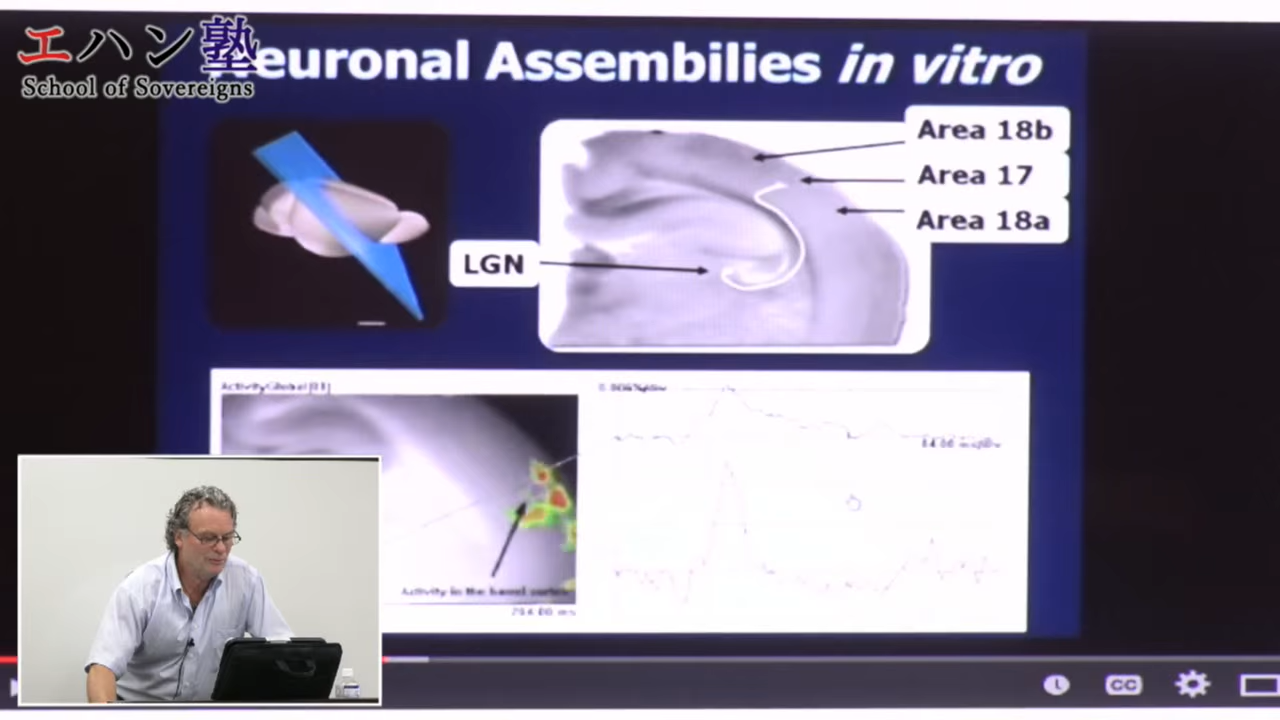 エハン塾
School of Sovereigns
Neuronal Assembilies in vitro
Area 18b
Area 17
Area 18a
LGN
Activity in the barrel cortex
CC